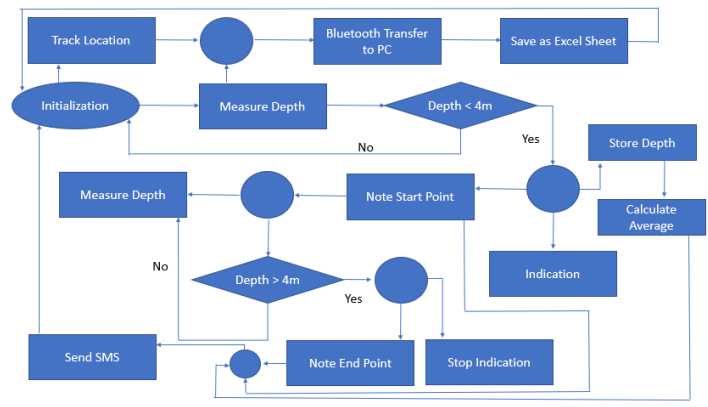 Track Location
Bluetooth Transfer
to PC
Save as Excel Sheet
Initialization
Measure Depth
Depth < 4m
No
Yes
Store Depth
Measure Depth
Note Start Point
Calculate
Average
No
Depth > 4m
Yes
Indication
Send SMS
Note End Point
Stop Indication